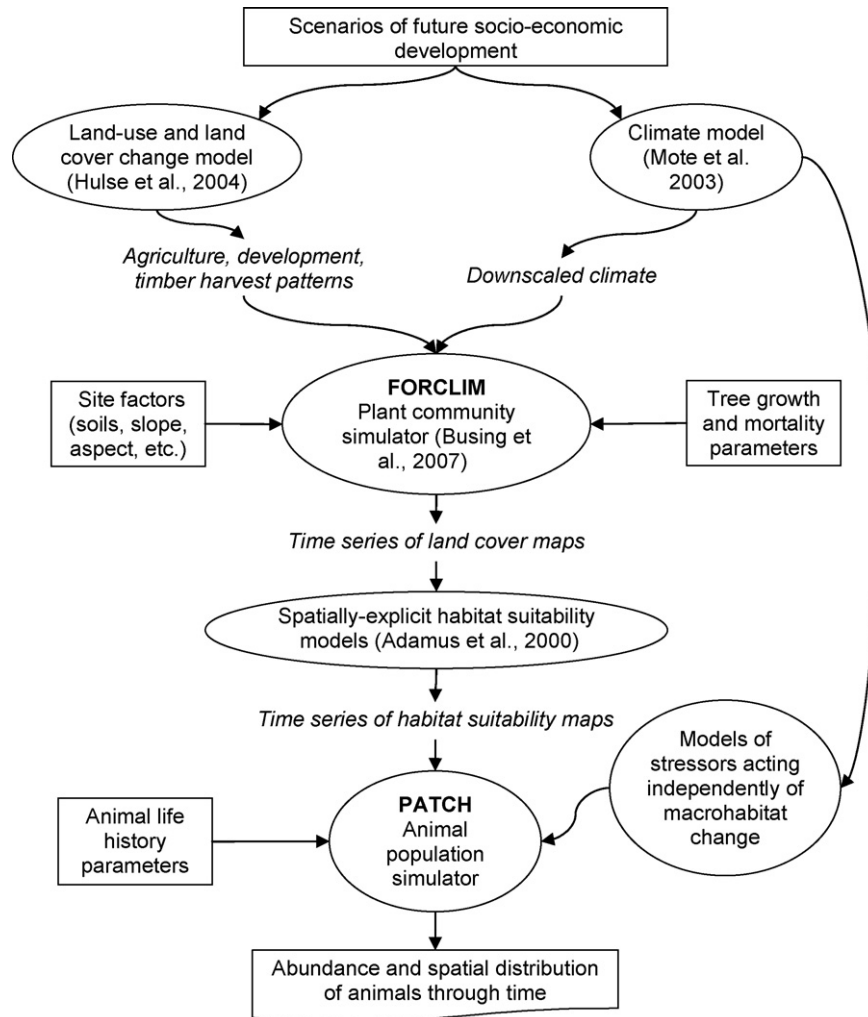 Scenarios of future socio-economic
development
Land-use and land
cover change model
(Hulse et al., 2004)
Climate model
(Mote et al.
2003)
Agriculture, development,
timber harvest patterns
Downscaled climate
Site factors
(soils, slope,
aspect, etc.)
FORCLIM
Plant community
simulator (Busing et
al., 2007)
Tree growth
and mortality
parameters
Time series of land cover maps
Spatially-explicit habitat suitability
models (Adamus et al., 2000)
Time series of habitat suitability maps
Models of
stressors acting
independently of
macrohabitat
change
Animal life
history
parameters
PATCH
Animal
population
simulator
Abundance and spatial distribution
of animals through time